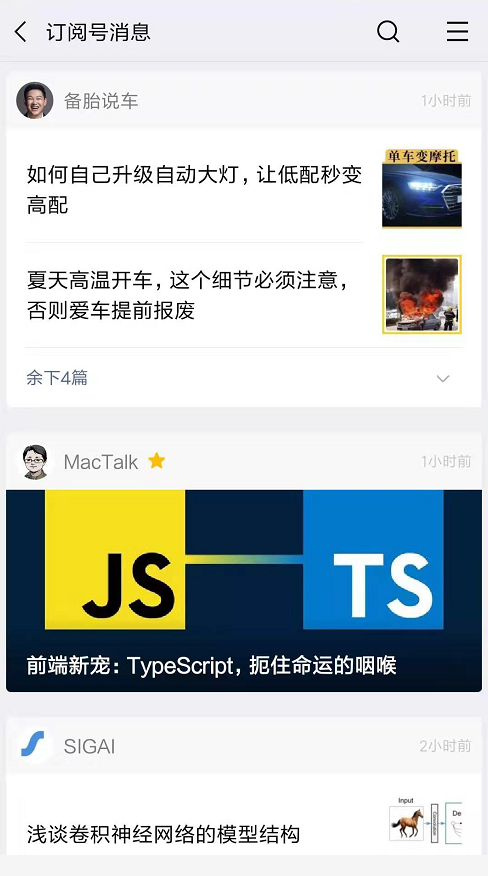 订阅号消息
备胎说车
1小时前
如何自己升级自动大灯，让低配秒变
高配
单车变摩托
夏天高温开车，这个细节必须注意，
否则爱车提前报废
余下4篇
MacTalk
1小时前
JS
TS
前端新宠：TypeScript，扼住命运的咽喉
SIGAI
2小时前
浅谈卷积神经网络的模型结构
Input